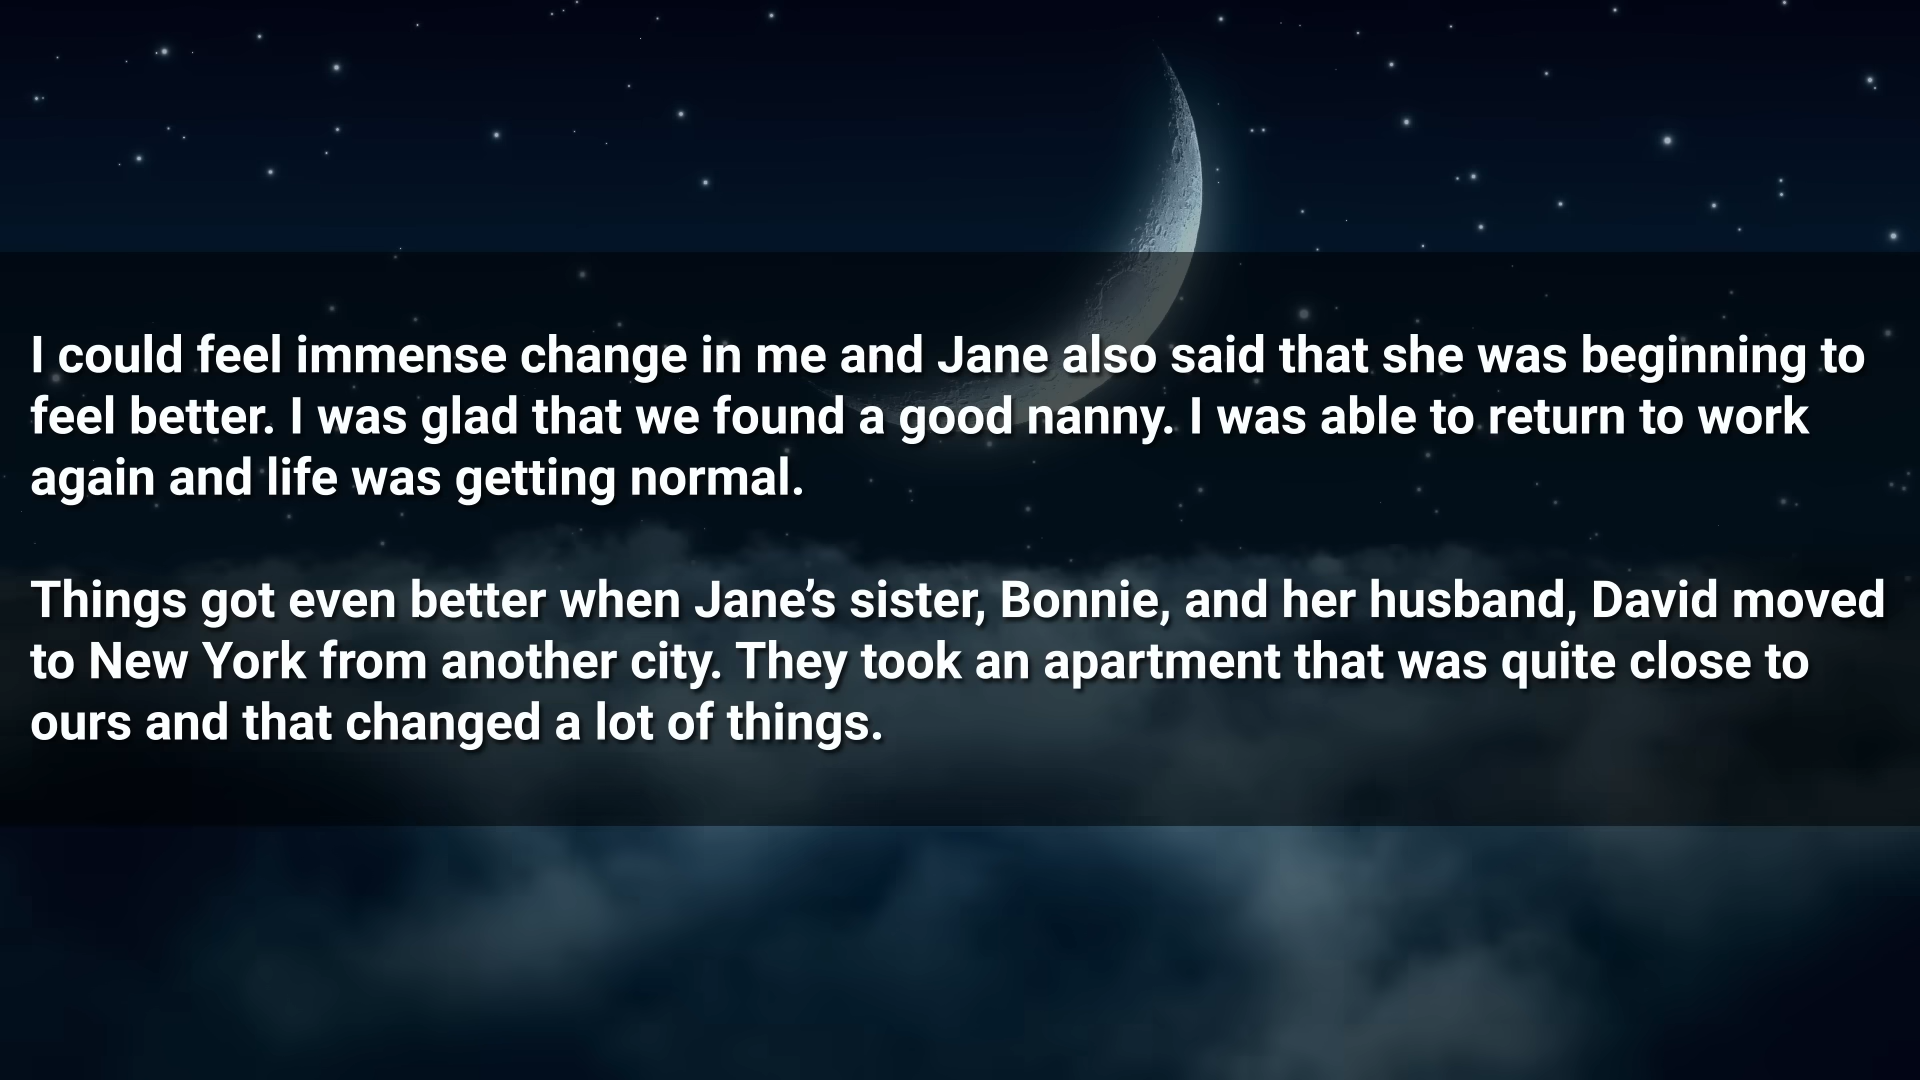 I could feel immense change in me and Jane also said that she was beginning to
feel better. I was glad that we found a good nanny. I was able to return to work
again and life was getting normal.
Things got even better when Jane’s sister, Bonnie, and her husband, David moved
to New York from another city. They took an apartment that was quite close to
ours and that changed a lot of things.